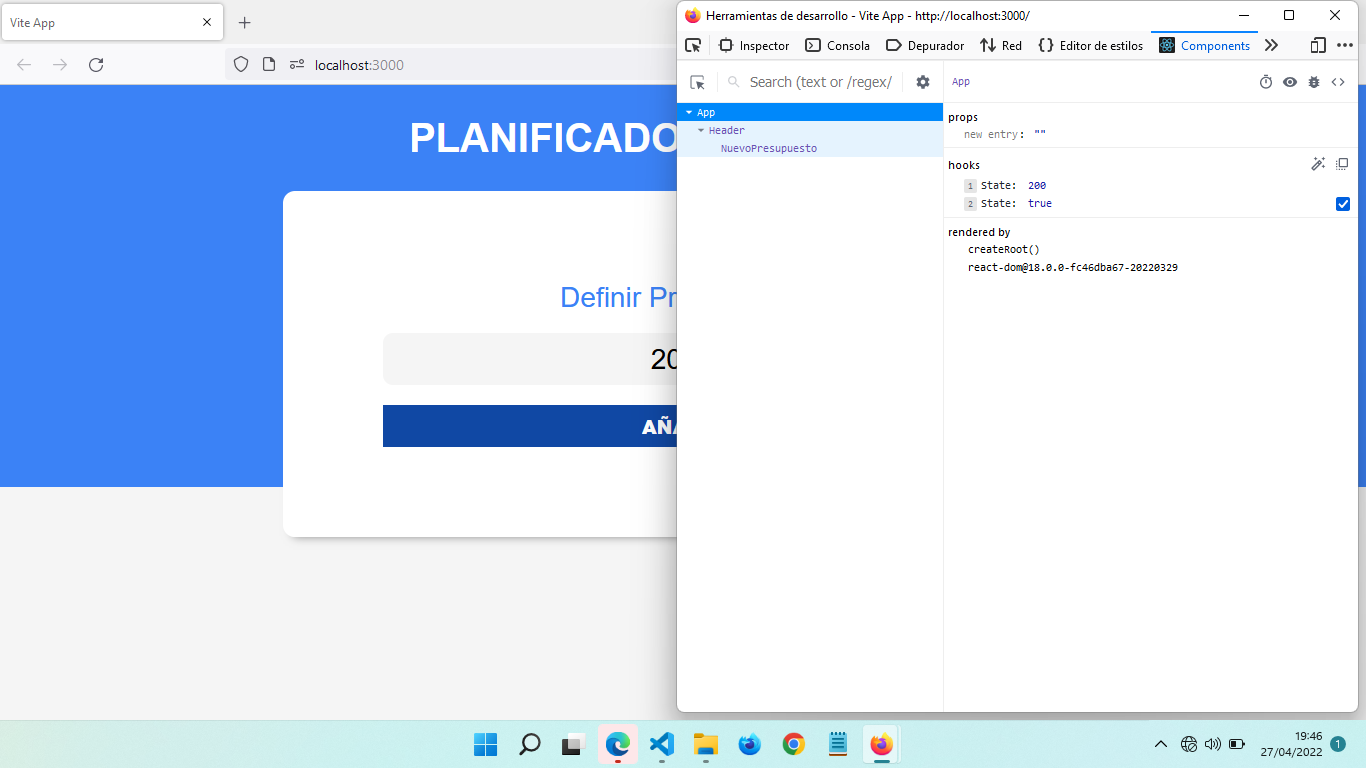 Vite App
localhost:3000
PLANIFICADO
Definir Pr
20
AÑA
Herramientas de desarrollo - Vite App - http://localhost:3000/
Inspector Consola Depurador Red Editor de estilos Components
Search (text or /regex/
App
App
Header
NuevoPresupuesto
props
new entry: ""
hooks
1 State: 200
2 State: true
rendered by
createRoot()
react-dom@18.0.0-fc46dba67-20220329
19:46
27/04/2022
1